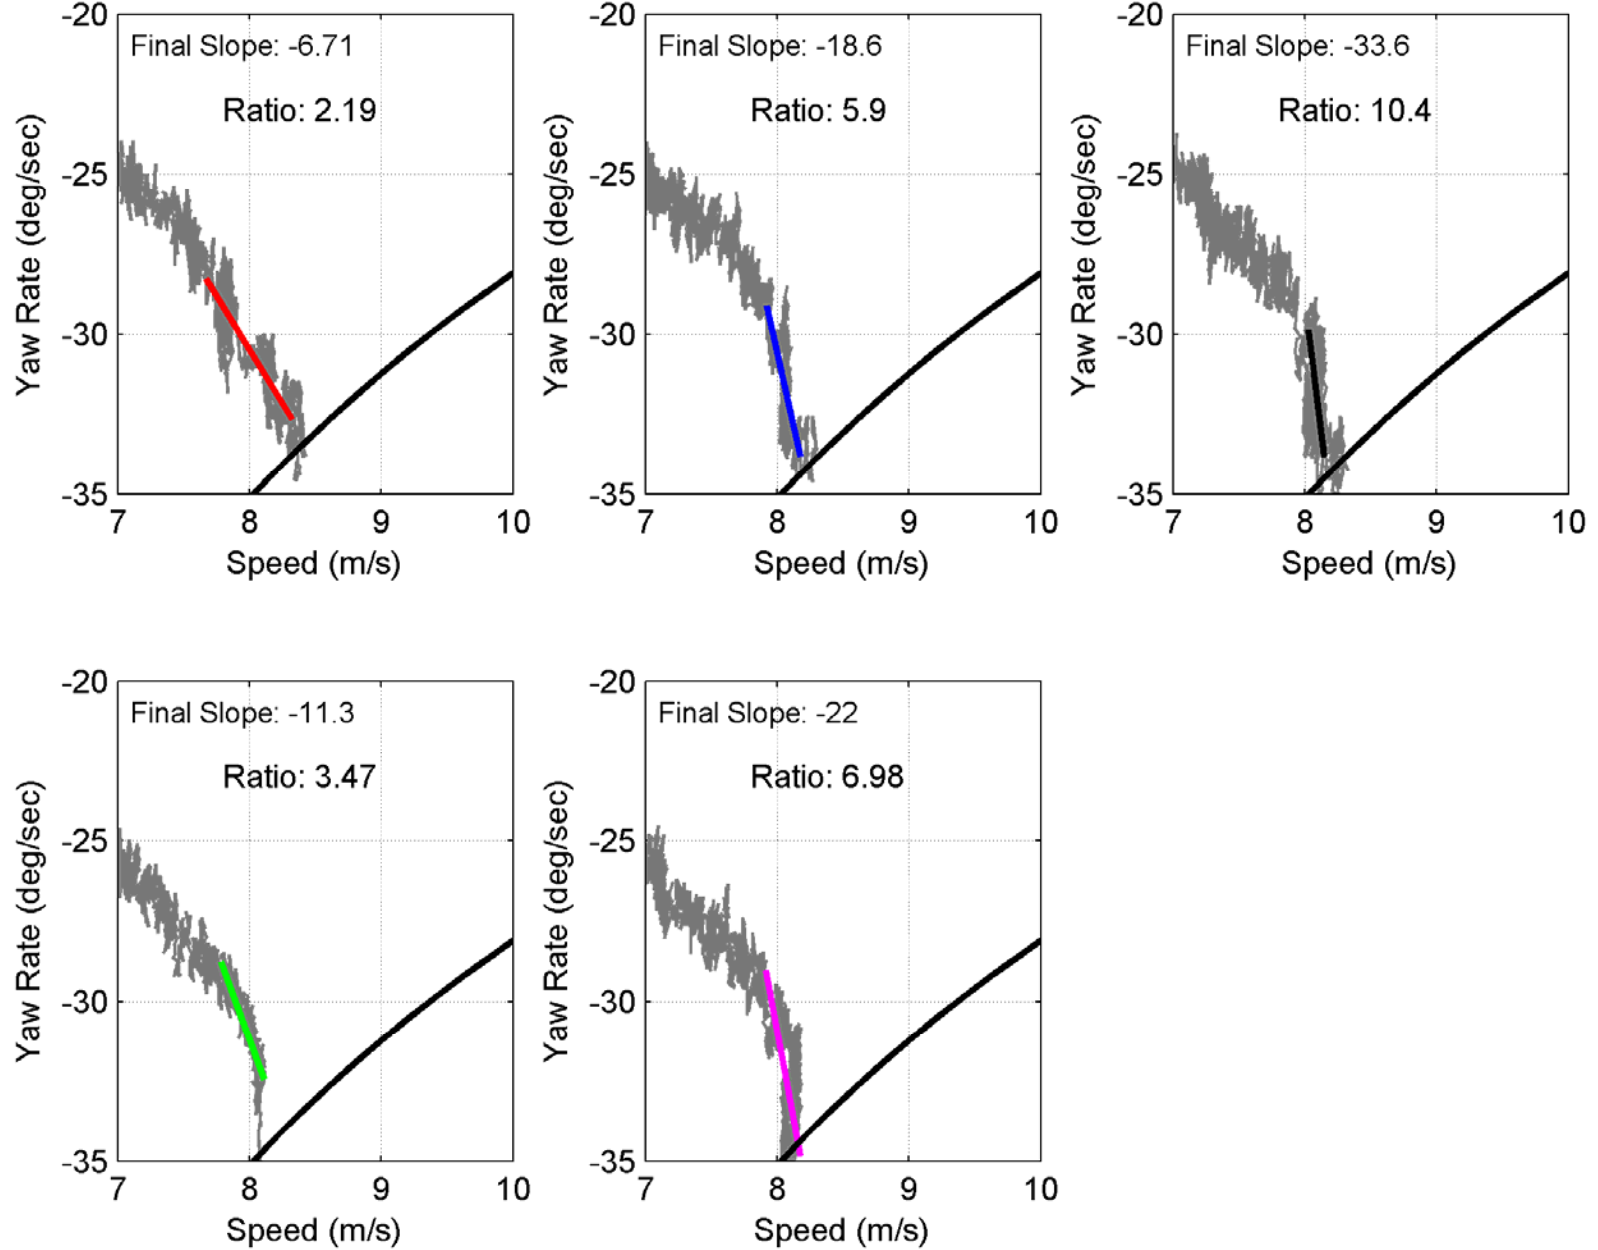 -20
Final Slope: -6.71
Ratio: 2.19
-25
-30
-35
7 8 9 10
Speed (m/s)
Yaw Rate (deg/sec)
-20
Final Slope: -18.6
Ratio: 5.9
-25
-30
-35
7 8 9 10
Speed (m/s)
Yaw Rate (deg/sec)
-20
Final Slope: -33.6
Ratio: 10.4
-25
-30
-35
7 8 9 10
Speed (m/s)
Yaw Rate (deg/sec)
-20
Final Slope: -11.3
Ratio: 3.47
-25
-30
-35
7 8 9 10
Speed (m/s)
Yaw Rate (deg/sec)
-20
Final Slope: -22
Ratio: 6.98
-25
-30
-35
7 8 9 10
Speed (m/s)
Yaw Rate (deg/sec)